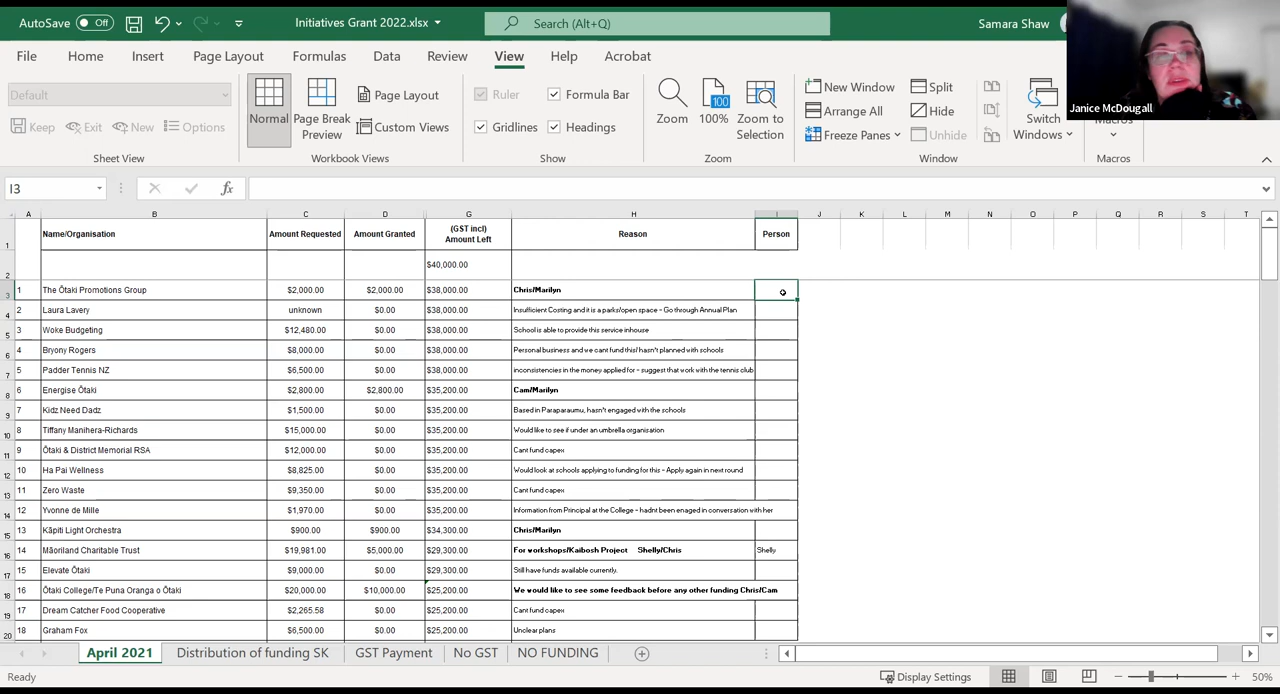 AutoSave Off Initiatives Grant 2022.xlsx Search (Alt+Q) Samara Shaw
File Home Insert Page Layout Formulas Data Review View Help Acrobat
Janice McDougall
Default
Keep Exit New Options
Sheet View
Normal Page Break Preview Page Layout Custom Views
Workbook Views
Ruler Formula Bar
Gridlines Headings
Show
Zoom 100% Zoom to Selection
Zoom
New Window Split
Arrange All Hide
Freeze Panes Unhide
Switch Windows
Window
Macros
Macros
I3 fx
A B C D G H I J K L M N O P Q R S T
1 Name/Organisation Amount Requested Amount Granted (GST incl) Amount Left Reason Person
2 $40,000.00
3 1 The Ōtaki Promotions Group $2,000.00 $2,000.00 $38,000.00 Chris/Marilyn
4 2 Laura Lavery unknown $0.00 $38,000.00 Insufficient Costing and it is a parks/open space - Go through Annual Plan
5 3 Woke Budgeting $12,480.00 $0.00 $38,000.00 School is able to provide this service inhouse
6 4 Bryony Rogers $8,000.00 $0.00 $38,000.00 Personal business and we cant fund this/ hasn't planned with schools
7 5 Padder Tennis NZ $6,500.00 $0.00 $38,000.00 inconsistencies in the money applied for - suggest that work with the tennis club
8 6 Energise Ōtaki $2,800.00 $2,800.00 $35,200.00 Cam/Marilyn
9 7 Kidz Need Dadz $1,500.00 $0.00 $35,200.00 Based in Paraparaumu, hasn't engaged with the schools
10 8 Tiffany Manihera-Richards $15,000.00 $0.00 $35,200.00 Would like to see if under an umbrella organisation
11 9 Ōtaki & District Memorial RSA $12,000.00 $0.00 $35,200.00 Cant fund capex
12 10 Ha Pai Wellness $8,825.00 $0.00 $35,200.00 Would look at schools applying to funding for this - Apply again in next round
13 11 Zero Waste $9,350.00 $0.00 $35,200.00 Cant fund capex
14 12 Yvonne de Mille $1,970.00 $0.00 $35,200.00 Information from Principal at the College - hadnt been enaged in conversation with her
15 13 Kāpiti Light Orchestra $900.00 $900.00 $34,300.00 Chris/Marilyn
16 14 Māoriland Charitable Trust $19,981.00 $5,000.00 $29,300.00 For workshops/Kaibosh Project Shelly/Chris Shelly
17 15 Elevate Ōtaki $9,000.00 $0.00 $29,300.00 Still have funds available currently.
18 16 Ōtaki College/Te Puna Oranga o Ōtaki $20,000.00 $10,000.00 $25,200.00 We would like to see some feedback before any other funding Chris/Cam
19 17 Dream Catcher Food Cooperative $2,265.58 $0.00 $25,200.00 Cant fund capex
20 18 Graham Fox $6,500.00 $0.00 $25,200.00 Unclear plans
April 2021 Distribution of funding SK GST Payment No GST NO FUNDING
Ready Display Settings 50%